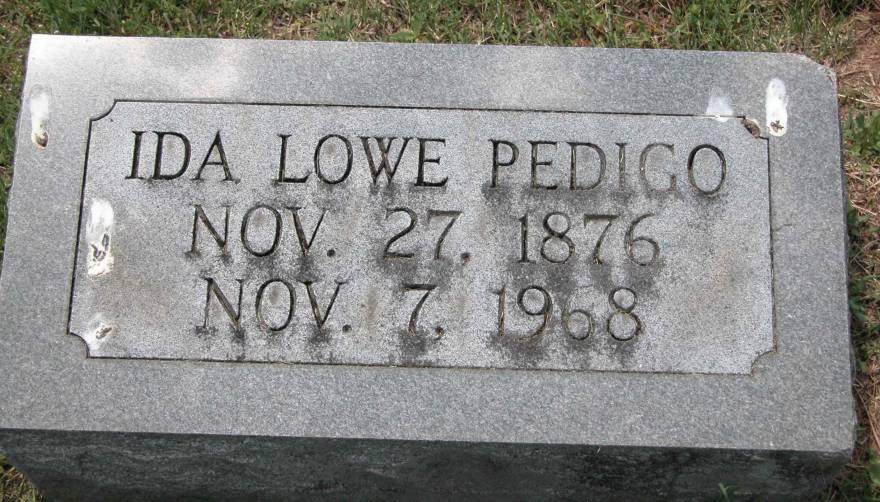 IDA LOWE PEDIGO
NOV. 27. 1876
NOV. 7, 1968